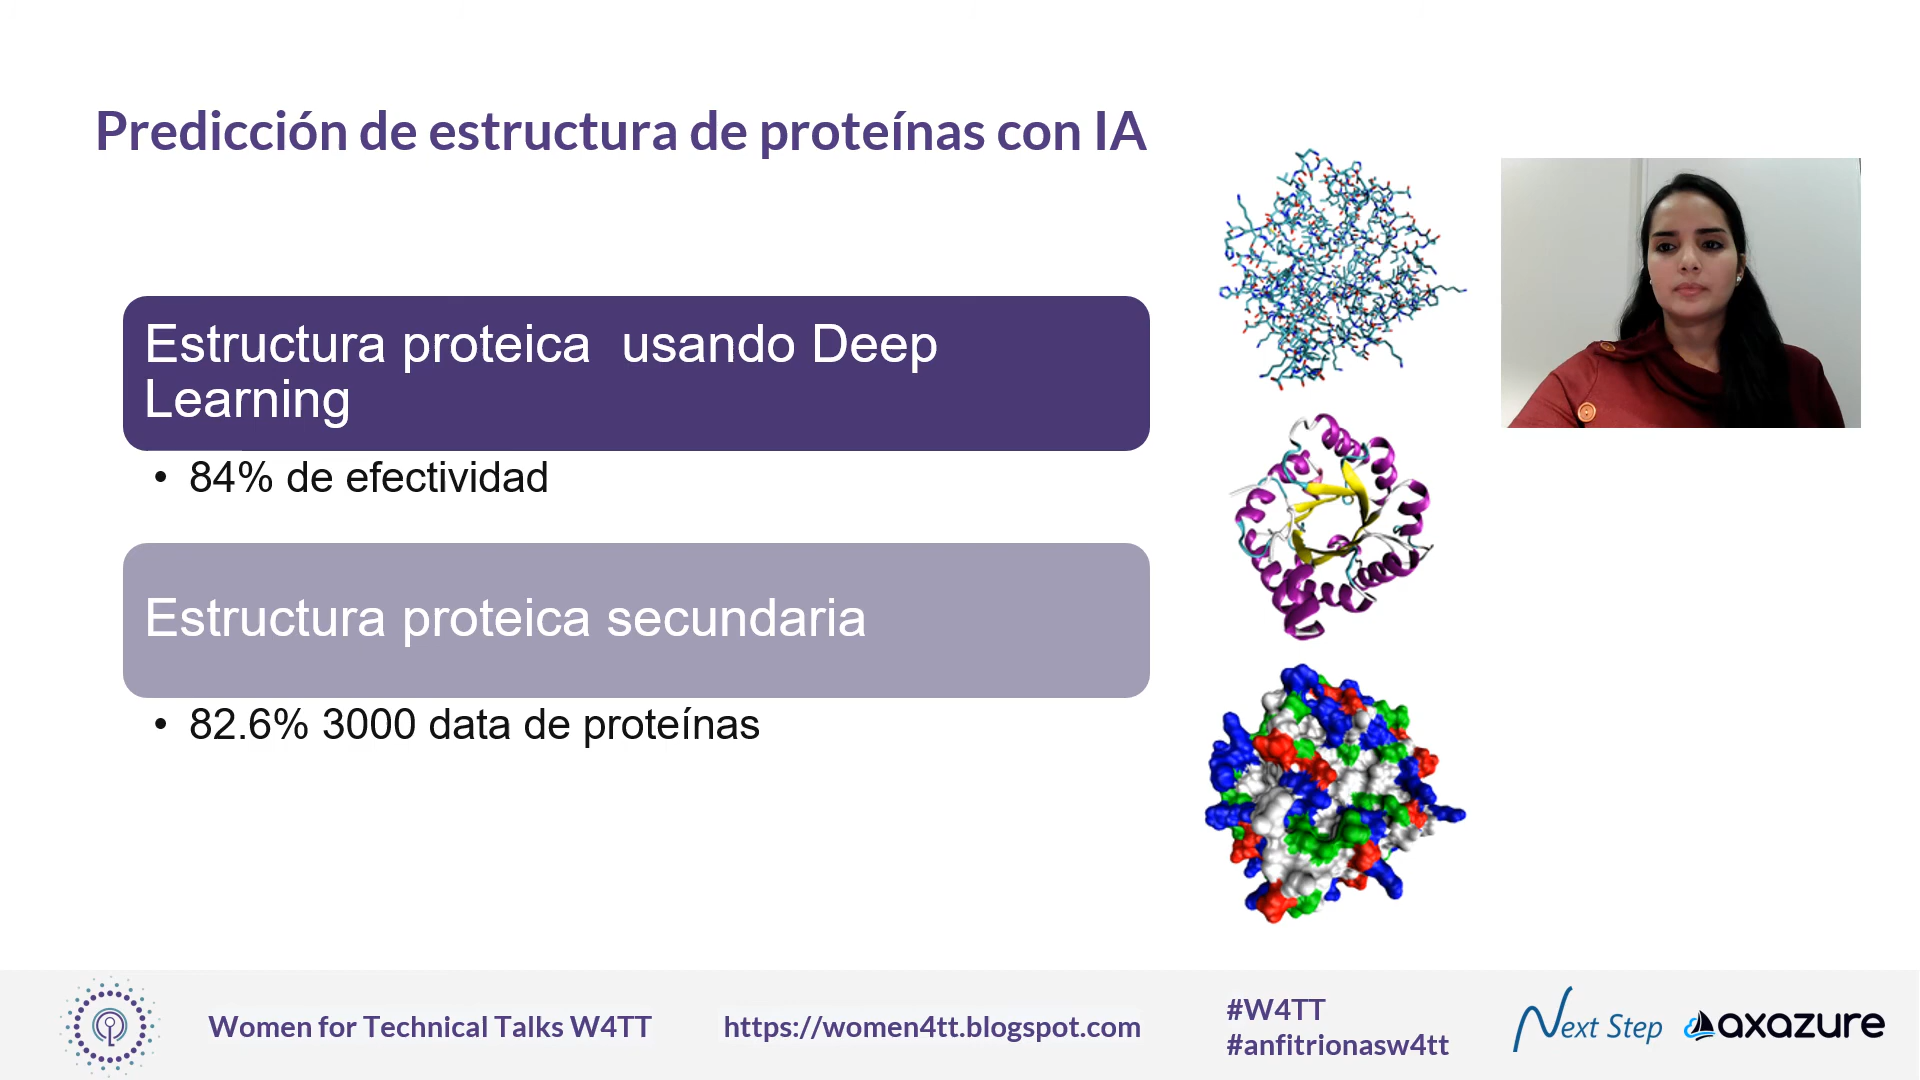 Predicción de estructura de proteínas con IA
Estructura proteica  usando Deep
Learning
• 84% de efectividad
Estructura proteica secundaria
• 82.6% 3000 data de proteínas
Women for Technical Talks W4TT
https://women4tt.blogspot.com
#W4TT
#anfitrionasw4tt
Next Step
axazure